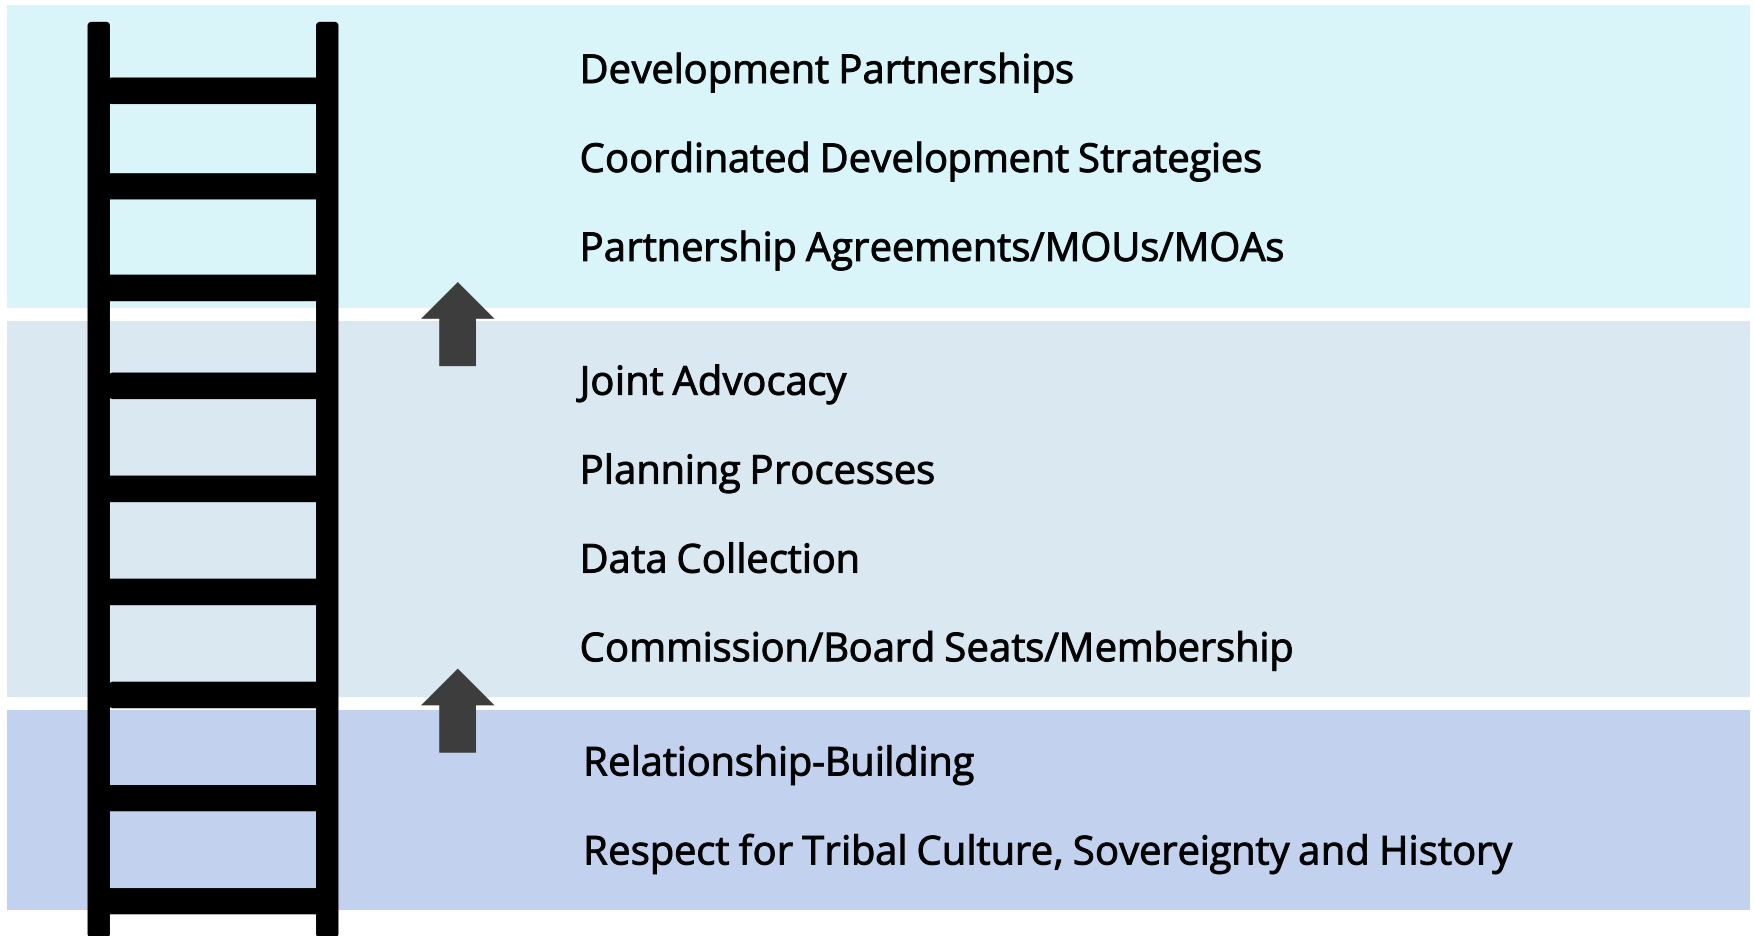 Development Partnerships
Coordinated Development Strategies
Partnership Agreements/MOUs/MOAs
Joint Advocacy
Planning Processes
Data Collection
Commission/Board Seats/Membership
Relationship-Building
Respect for Tribal Culture, Sovereignty and History